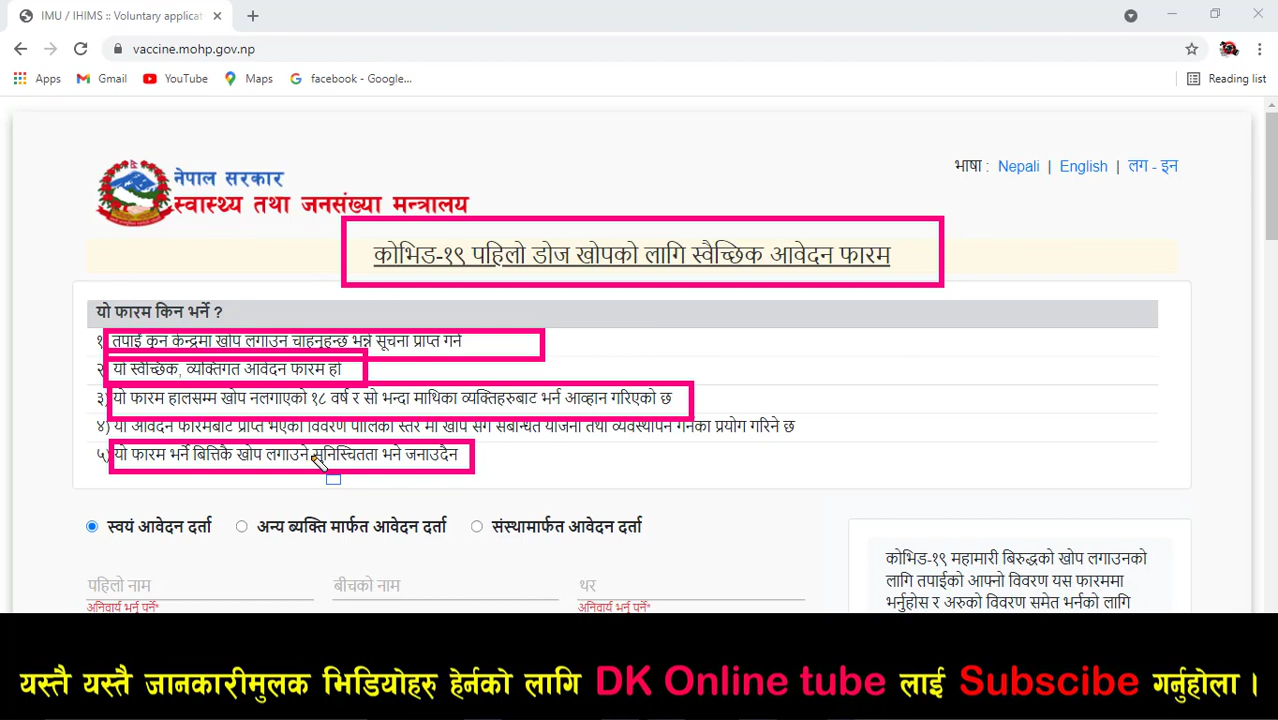 IMU / IHIMS :: Voluntary applicat
vaccine.mohp.gov.np
Apps Gmail YouTube Maps facebook - Google... Reading list
भाषा : Nepali | English | लग - इन
नेपाल सरकार
स्वास्थ्य तथा जनसंख्या मन्त्रालय
कोभिड-१९ पहिलो डोज खोपको लागि स्वैच्छिक आवेदन फारम
यो फारम किन भर्ने ?
१) तपाईं कुन केन्द्रमा खोप लगाउन चाहनुहुन्छ भन्ने सूचना प्राप्त गर्न
२) यो स्वैच्छिक, व्यक्तिगत आवेदन फारम हो
३) यो फारम हालसम्म खोप नलगाएको १८ वर्ष र सो भन्दा माथिका व्यक्तिहरुबाट भर्न आव्हान गरिएको छ
४) यो आवेदन फारमबाट प्राप्त भएका विवरण पालिका स्तर मा खोप संग संबन्धित योजना तथा व्यवस्थापन गर्नका प्रयोग गरिने छ
५) यो फारम भर्ने बित्तिकै खोप लगाउने सुनिस्चितता भने जनाउदैन
स्वयं आवेदन दर्ता अन्य ब्यक्ति मार्फत आवेदन दर्ता संस्थामार्फत आवेदन दर्ता
पहिलो नाम बीचको नाम थर
अनिवार्य भर्नु पर्ने* अनिवार्य भर्नु पर्ने*
कोभिड-१९ महामारी बिरुद्धको खोप लगाउनको
लागि तपाईको आफ्नो विवरण यस फारममा
भर्नुहोस र अरुको विवरण समेत भर्नको लागि
यस्तै यस्तै जानकारीमुलक भिडियोहरु हेर्नको लागि DK Online tube लाई Subscibe गर्नुहोला ।